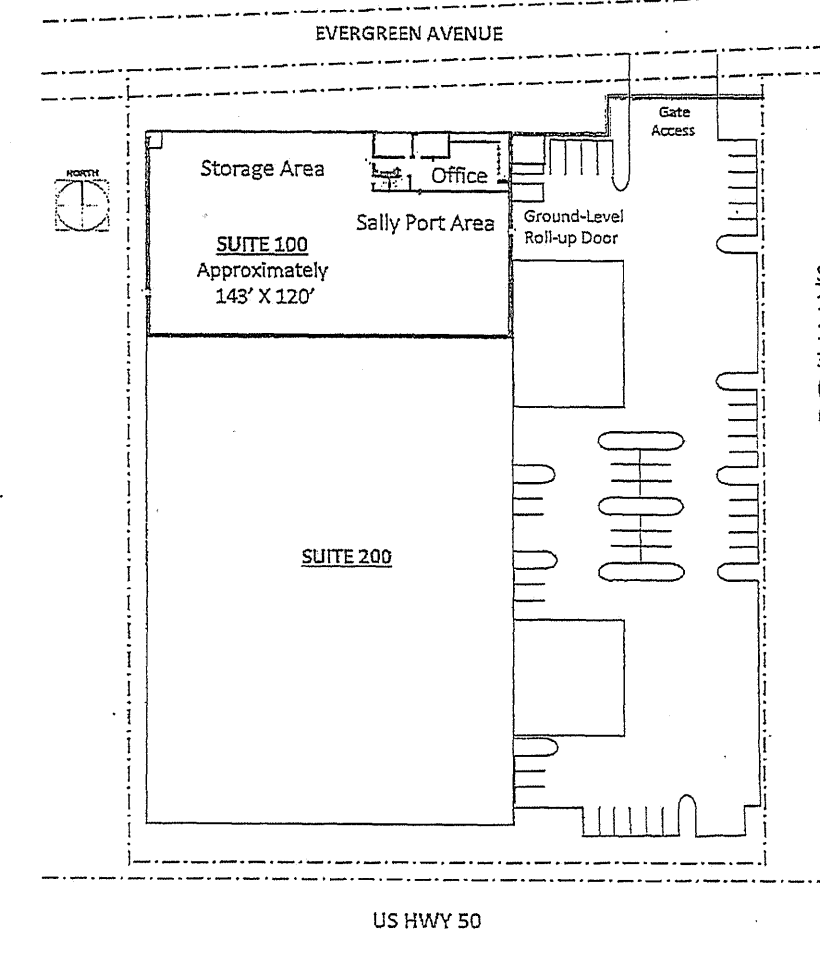 EVERGREEN AVENUE
Gate
Access
NORTH
Storage Area
Office
Sally Port Area
Ground-Level
Roll-up Door
SUITE 100
Approximately
143' X 120'
SUITE 200
US HWY 50